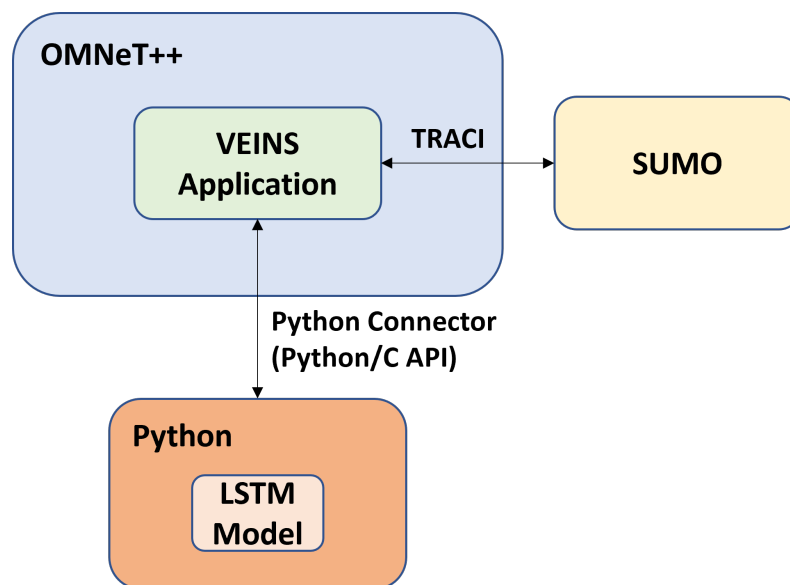 OMNeT++
VEINS
Application
TRACI
SUMO
Python Connector
(Python/C API)
Python
LSTM
Model